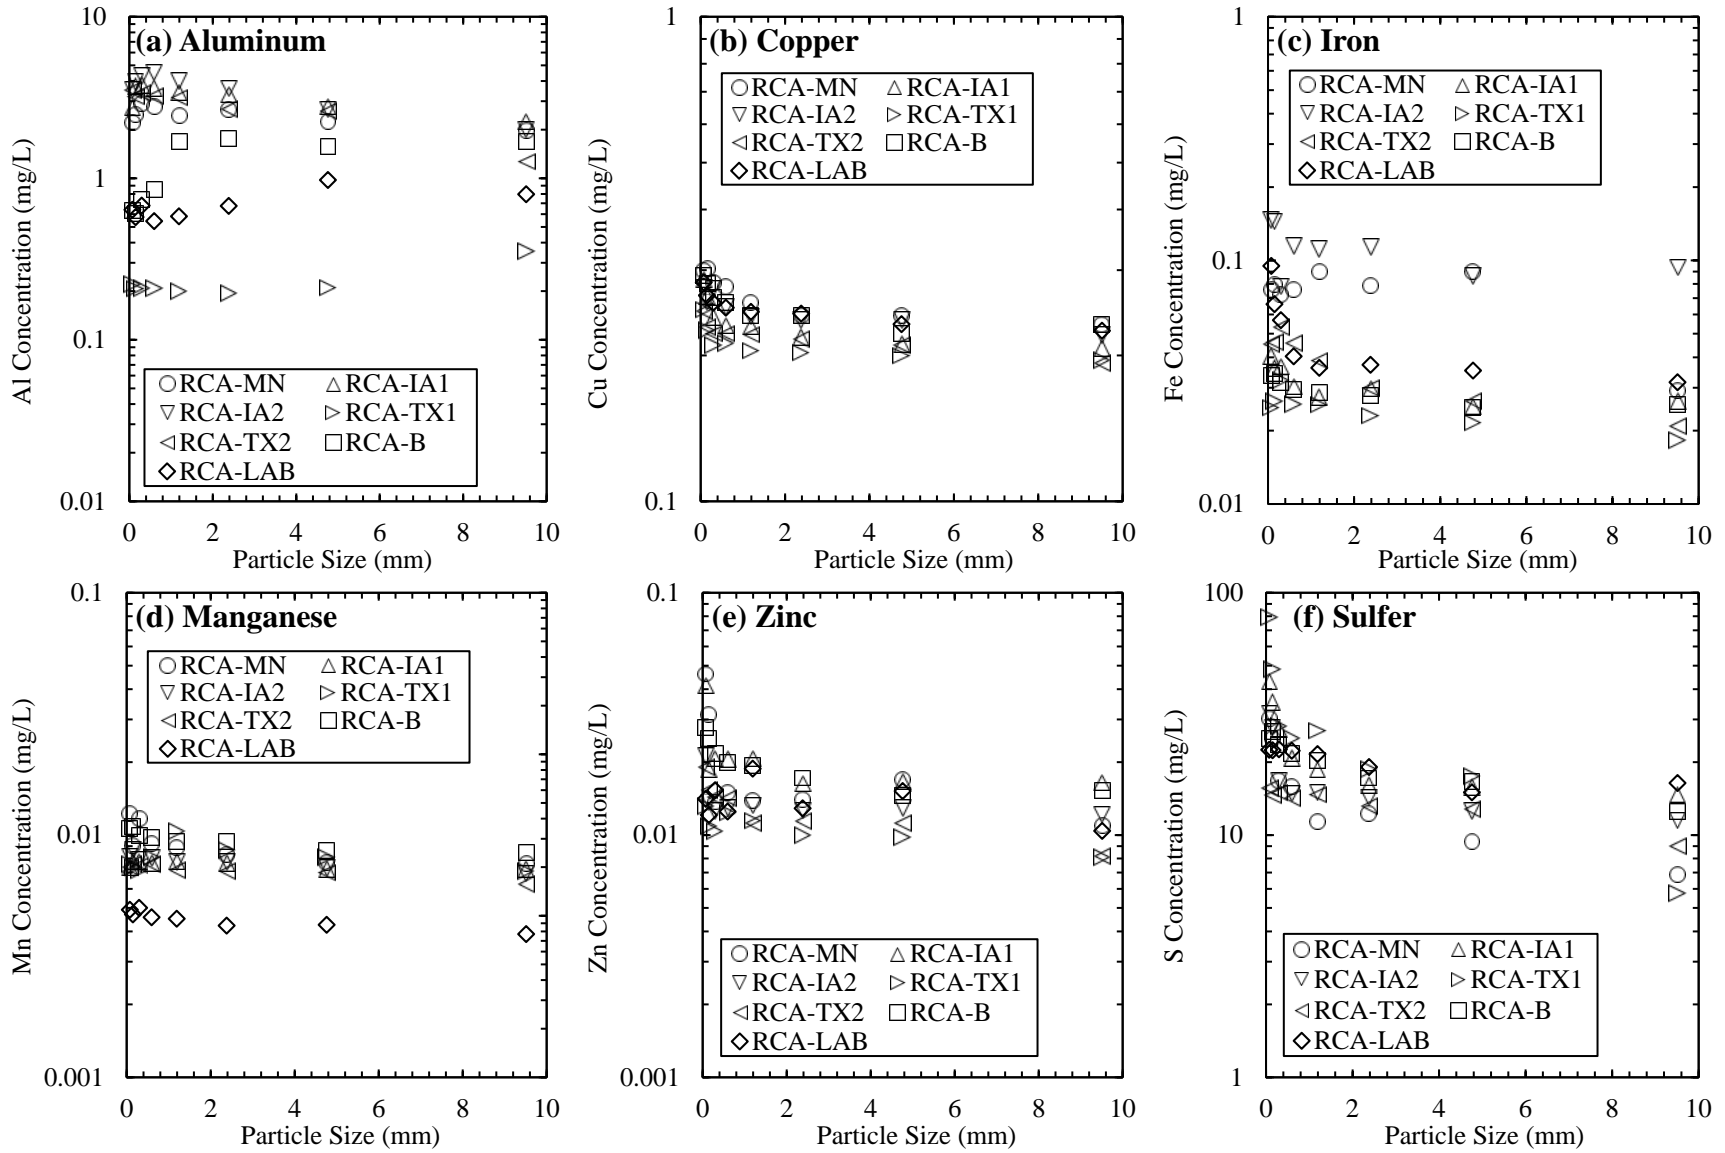 (a) Aluminum
10
1
0.1
0.01
Al Concentration (mg/L)
RCA-MN RCA-IA1
RCA-IA2 RCA-TX1
RCA-TX2 RCA-B
RCA-LAB
0 2 4 6 8 10
Particle Size (mm)
(b) Copper
1
0.1
Cu Concentration (mg/L)
RCA-MN RCA-IA1
RCA-IA2 RCA-TX1
RCA-TX2 RCA-B
RCA-LAB
0 2 4 6 8 10
Particle Size (mm)
(c) Iron
1
0.1
0.01
Fe Concentration (mg/L)
RCA-MN RCA-IA1
RCA-IA2 RCA-TX1
RCA-TX2 RCA-B
RCA-LAB
0 2 4 6 8 10
Particle Size (mm)
(d) Manganese
0.1
0.01
0.001
Mn Concentration (mg/L)
RCA-MN RCA-IA1
RCA-IA2 RCA-TX1
RCA-TX2 RCA-B
RCA-LAB
0 2 4 6 8 10
Particle Size (mm)
(e) Zinc
0.1
0.01
0.001
Zn Concentration (mg/L)
RCA-MN RCA-IA1
RCA-IA2 RCA-TX1
RCA-TX2 RCA-B
RCA-LAB
0 2 4 6 8 10
Particle Size (mm)
(f) Sulfer
100
10
1
S Concentration (mg/L)
RCA-MN RCA-IA1
RCA-IA2 RCA-TX1
RCA-TX2 RCA-B
RCA-LAB
0 2 4 6 8 10
Particle Size (mm)